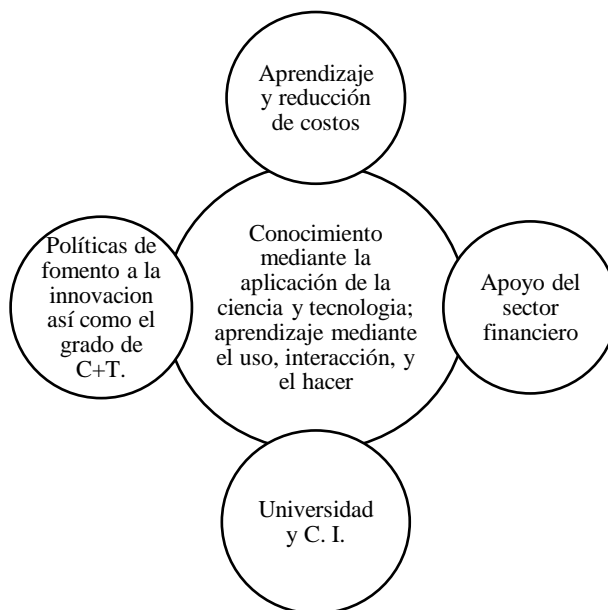 Aprendizaje
y reducción
de costos
Políticas de
fomento a la
innovacion
así como el
grado de
C+T.
Conocimiento
mediante la
aplicación de la
ciencia y tecnologia;
aprendizaje mediante
el uso, interacción, y
el hacer
Apoyo del
sector
financiero
Universidad
y C. I.